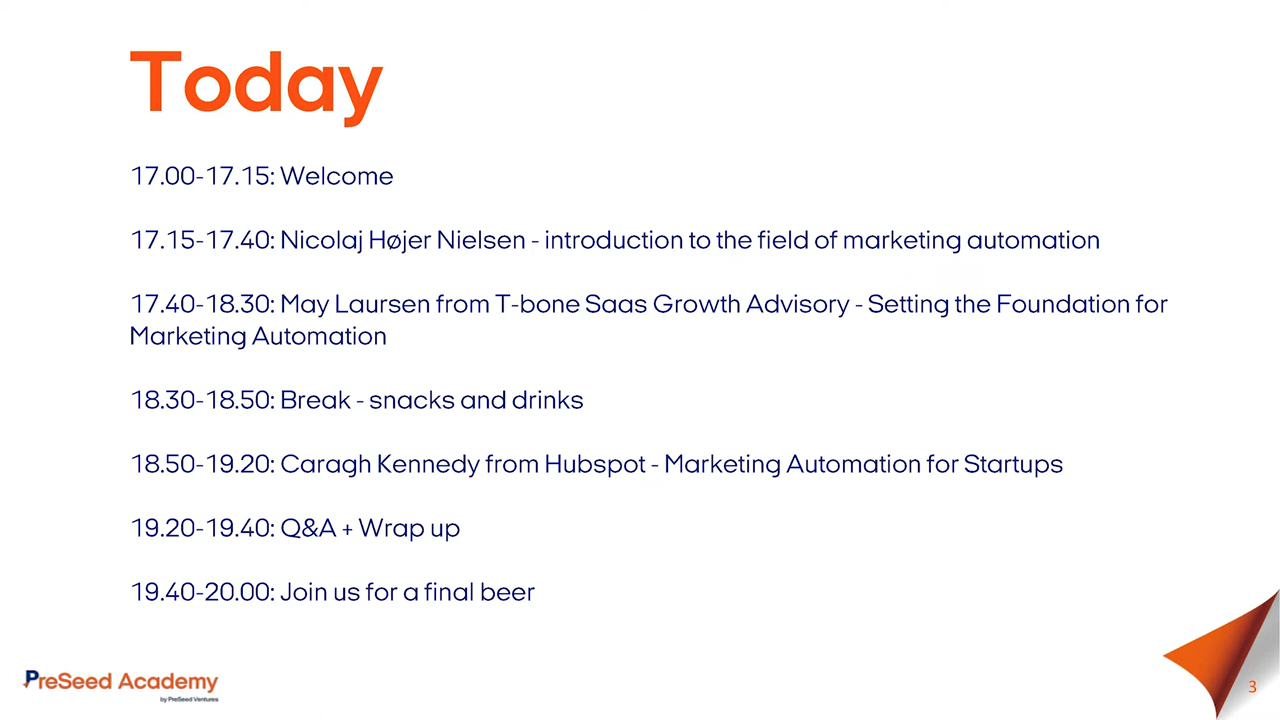 Today
17.00-17.15: Welcome
17.15-17.40: Nicolaj Højer Nielsen - introduction to the field of marketing automation
17.40-18.30: May Laursen from T-bone Saas Growth Advisory - Setting the Foundation for
Marketing Automation
18.30-18.50: Break - snacks and drinks
18.50-19.20: Caragh Kennedy from Hubspot - Marketing Automation for Startups
19.20-19.40: Q&A + Wrap up
19.40-20.00: Join us for a final beer
PreSeed Academy
by PreSeed Ventures
3